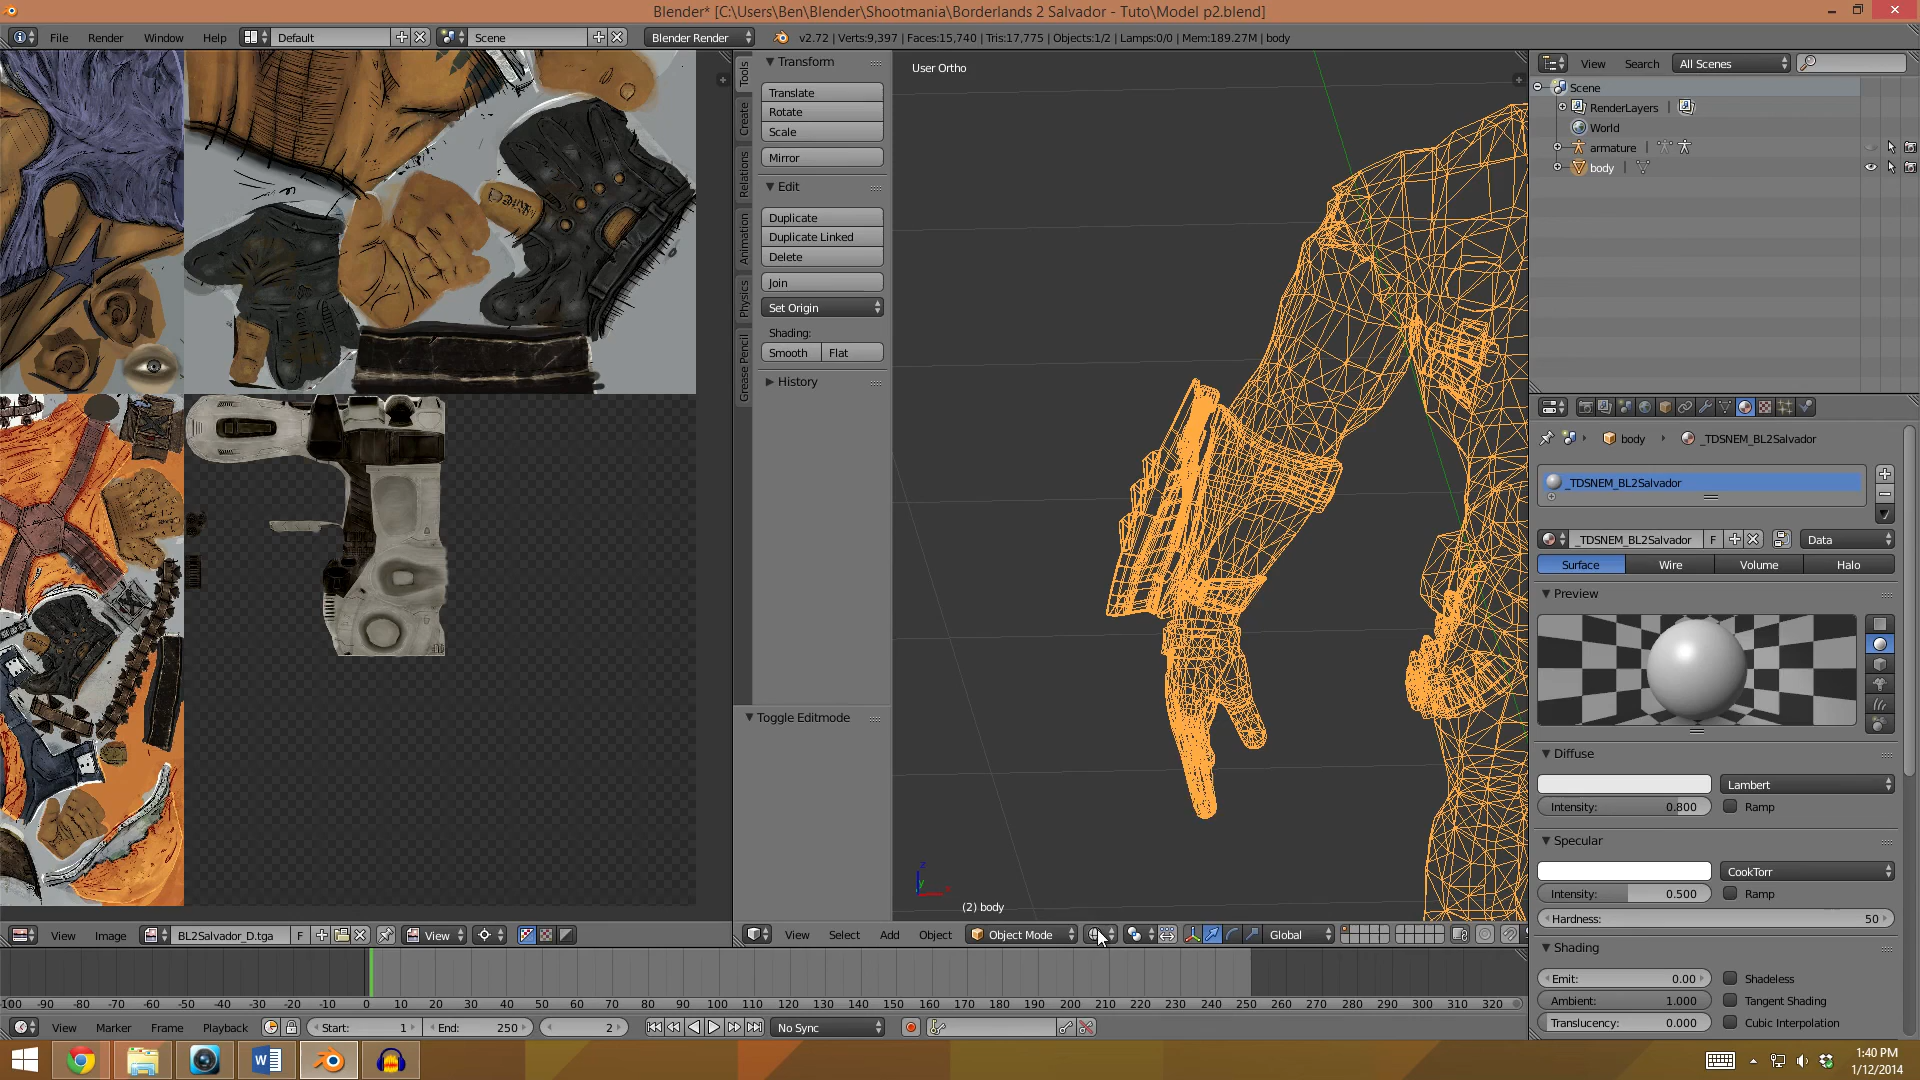 Blender* [C:\Users\Ben\Blender\Shootmania\Borderlands 2 Salvador - Tuto\Model p2.blend]
File Render Window Help Default Scene Blender Render v2.72 | Verts:9,397 | Faces:15,740 | Tris:17,775 | Objects:1/2 | Lamps:0/0 | Mem:189.27M | body
Tools
Create
Relations
Animation
Physics
Grease Pencil
Transform
Translate
Rotate
Scale
Mirror
Edit
Duplicate
Duplicate Linked
Delete
Join
Set Origin
Shading:
Smooth Flat
History
Toggle Editmode
User Ortho
(2) body
View Search All Scenes
Scene
RenderLayers
World
armature
body
body _TDSNEM_BL2Salvador
_TDSNEM_BL2Salvador
_TDSNEM_BL2Salvador F Data
Surface Wire Volume Halo
Preview
Diffuse
Lambert
Intensity: 0.800 Ramp
Specular
CookTorr
Intensity: 0.500 Ramp
Hardness: 50
Shading
Emit: 0.00 Shadeless
Ambient: 1.000 Tangent Shading
Translucency: 0.000 Cubic Interpolation
View Image BL2Salvador_D.tga F View
View Select Add Object Object Mode Global
-100 -90 -80 -70 -60 -50 -40 -30 -20 -10 0 10 20 30 40 50 60 70 80 90 100 110 120 130 140 150 160 170 180 190 200 210 220 230 240 250 260 270 280 290 300 310 320
View Marker Frame Playback Start: 1 End: 250 2 No Sync
1:40 PM
1/12/2014